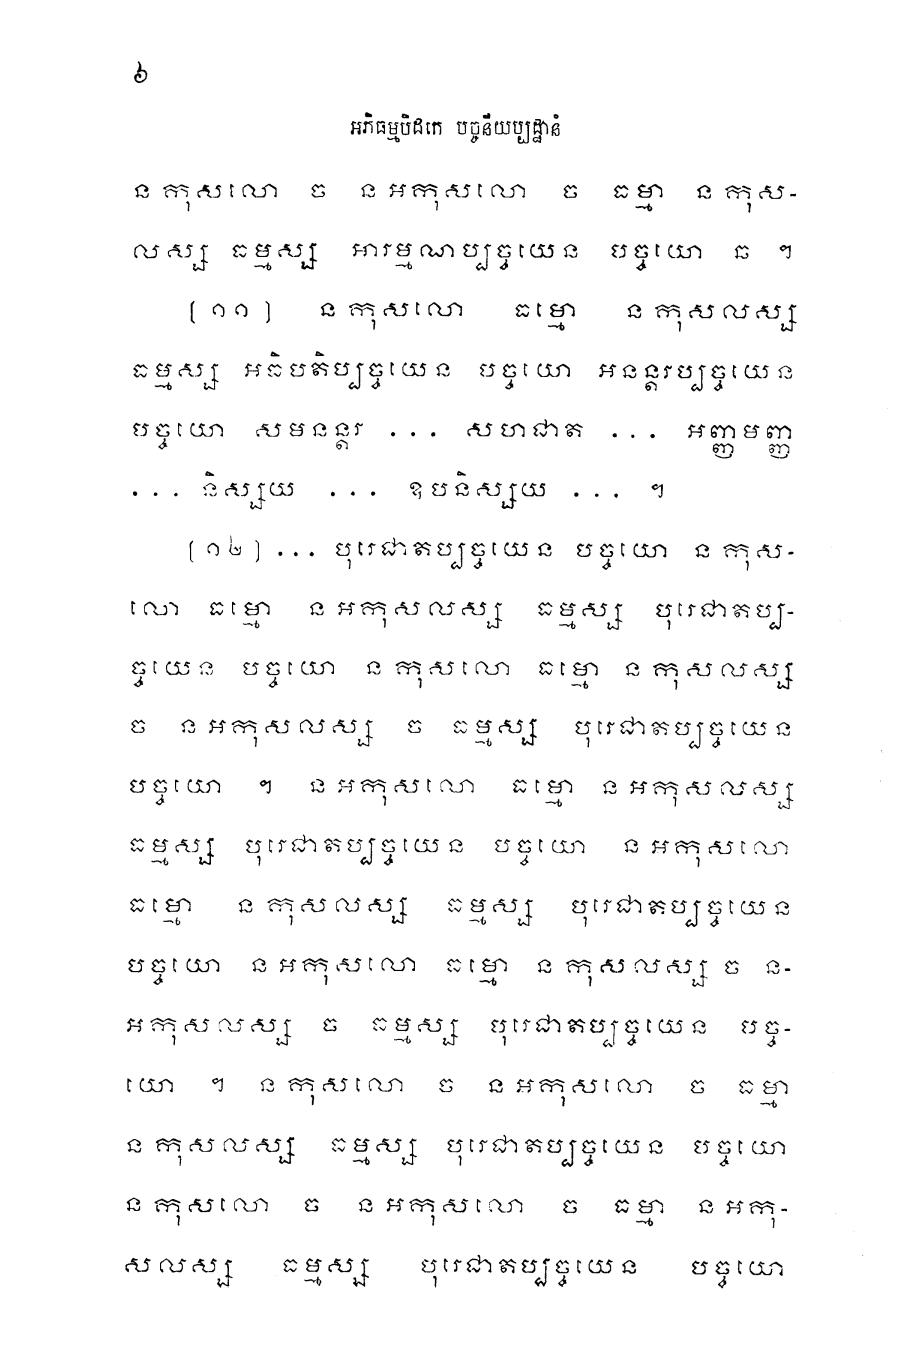 ៦
អភិធម្មបិដកេ បច្ចនីយប្បដ្ឋានំ
ន កុសលោ ច ន អកុសលោ ច ធម្មា ន កុស-
លស្ស ធម្មស្ស អារម្មណប្បច្ចយេន បច្ចយោ ច ។
[ ១១ ] ន កុសលោ ធម្មោ ន កុសលស្ស
ធម្មស្ស អធិបតិប្បច្ចយេន បច្ចយោ អនន្តរប្បច្ចយេន
បច្ចយោ សមនន្តរ ... សហជាត ... អញ្ញមញ្ញ
... និស្សយ ... ឧបនិស្សយ ... ។
[ ១២ ] ... បុរេជាតប្បច្ចយេន បច្ចយោ ន កុស-
លោ ធម្មោ ន អកុសលស្ស ធម្មស្ស បុរេជាតប្ប-
ច្ចយេន បច្ចយោ ន កុសលោ ធម្មោ ន កុសលស្ស
ច ន អកុសលស្ស ច ធម្មស្ស បុរេជាតប្បច្ចយេន
បច្ចយោ ។ ន អកុសលោ ធម្មោ ន អកុសលស្ស
ធម្មស្ស បុរេជាតប្បច្ចយេន បច្ចយោ ន អកុសលោ
ធម្មោ ន កុសលស្ស ធម្មស្ស បុរេជាតប្បច្ចយេន
បច្ចយោ ន អកុសលោ ធម្មោ ន កុសលស្ស ច ន-
អកុសលស្ស ច ធម្មស្ស បុរេជាតប្បច្ចយេន បច្ច-
យោ ។ ន កុសលោ ច ន អកុសលោ ច ធម្មា
ន កុសលស្ស ធម្មស្ស បុរេជាតប្បច្ចយេន បច្ចយោ
ន កុសលោ ច ន អកុសលោ ច ធម្មា ន អកុ-
សលស្ស ធម្មស្ស បុរេជាតប្បច្ចយេន បច្ចយោ